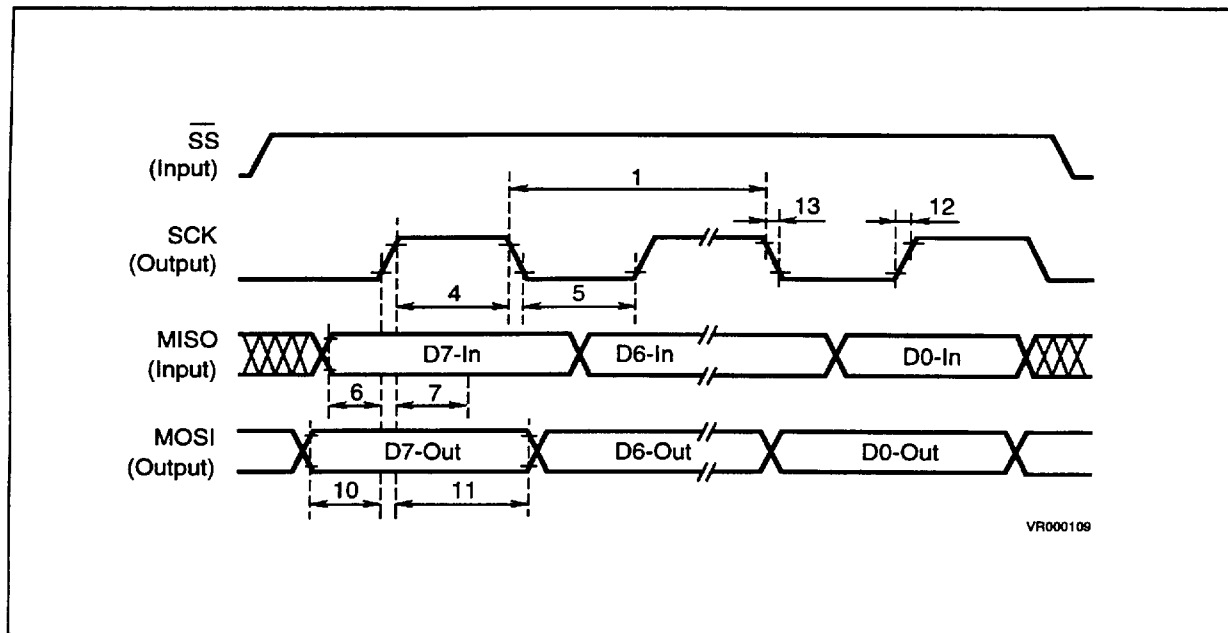 SS
(Input)
1
13
12
SCK
(Output)
4
5
MISO
(Input)
D7-In
D6-In
D0-In
6
7
MOSI
(Output)
D7-Out
D6-Out
D0-Out
10
11
VR000109